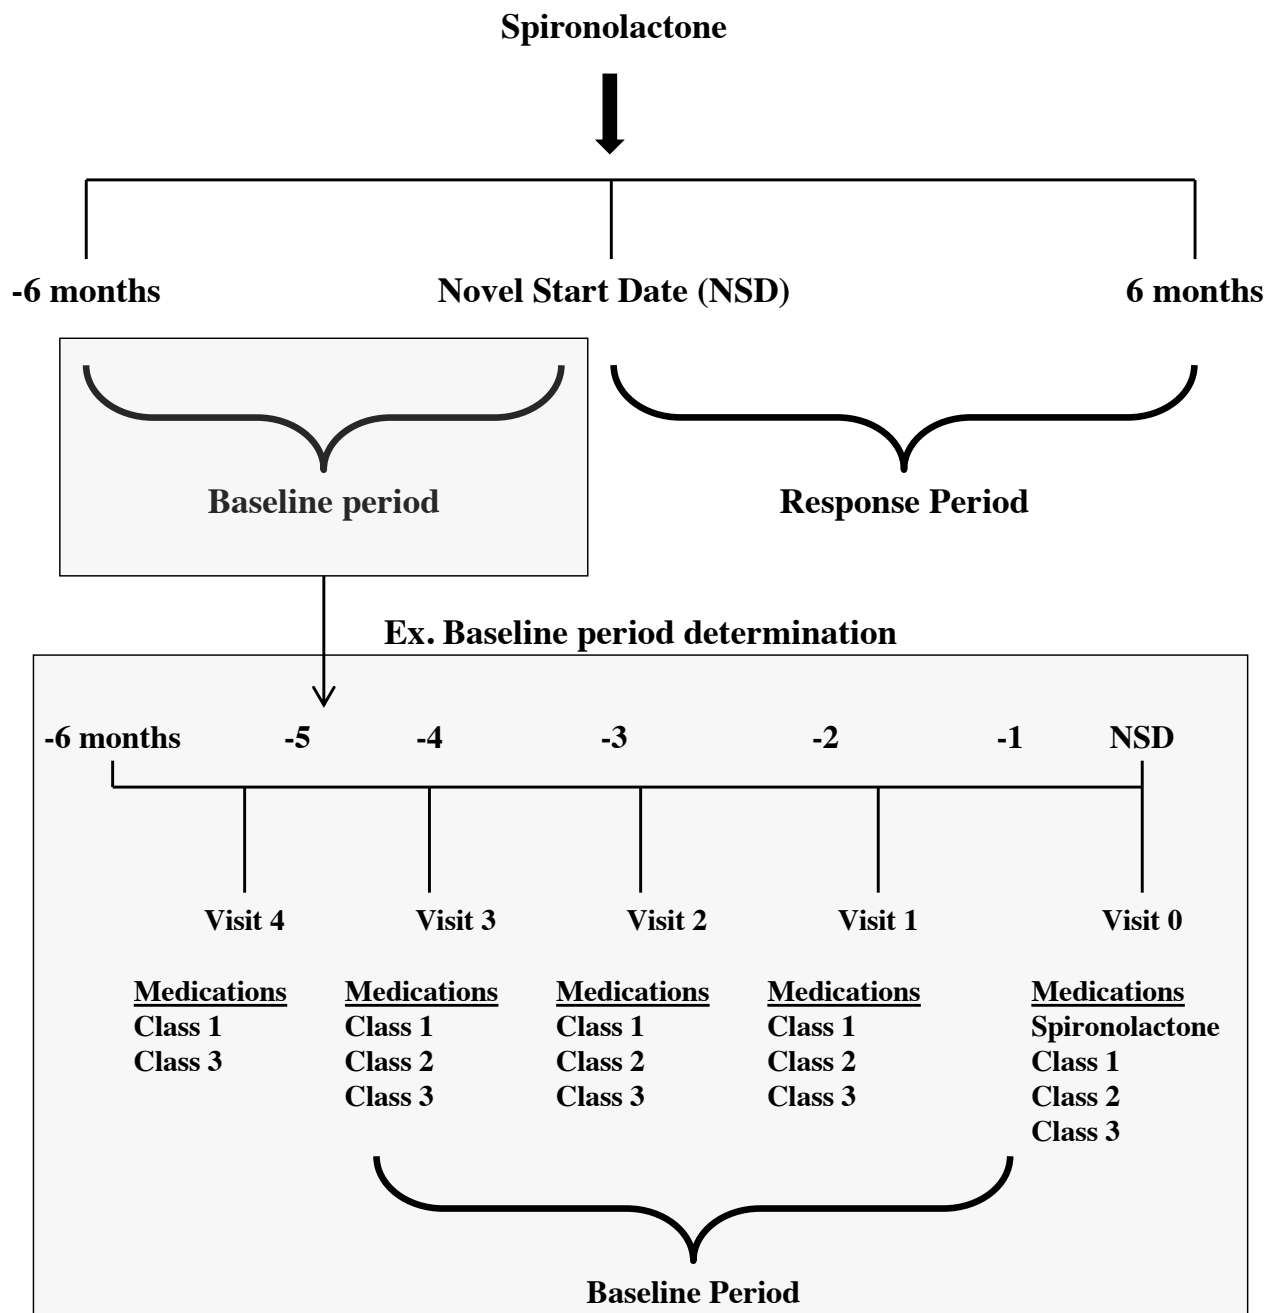 Spironolactone
-6 months Novel Start Date (NSD) 6 months
Baseline period Response Period
Ex. Baseline period determination
-6 months -5 -4 -3 -2 -1 NSD
Visit 4 Visit 3 Visit 2 Visit 1 Visit 0
Medications Medications Medications Medications Medications
Class 1 Class 1 Class 1 Class 1 Spironolactone
Class 3 Class 2 Class 2 Class 2 Class 1
Class 3 Class 3 Class 3 Class 2
Class 3
Baseline Period